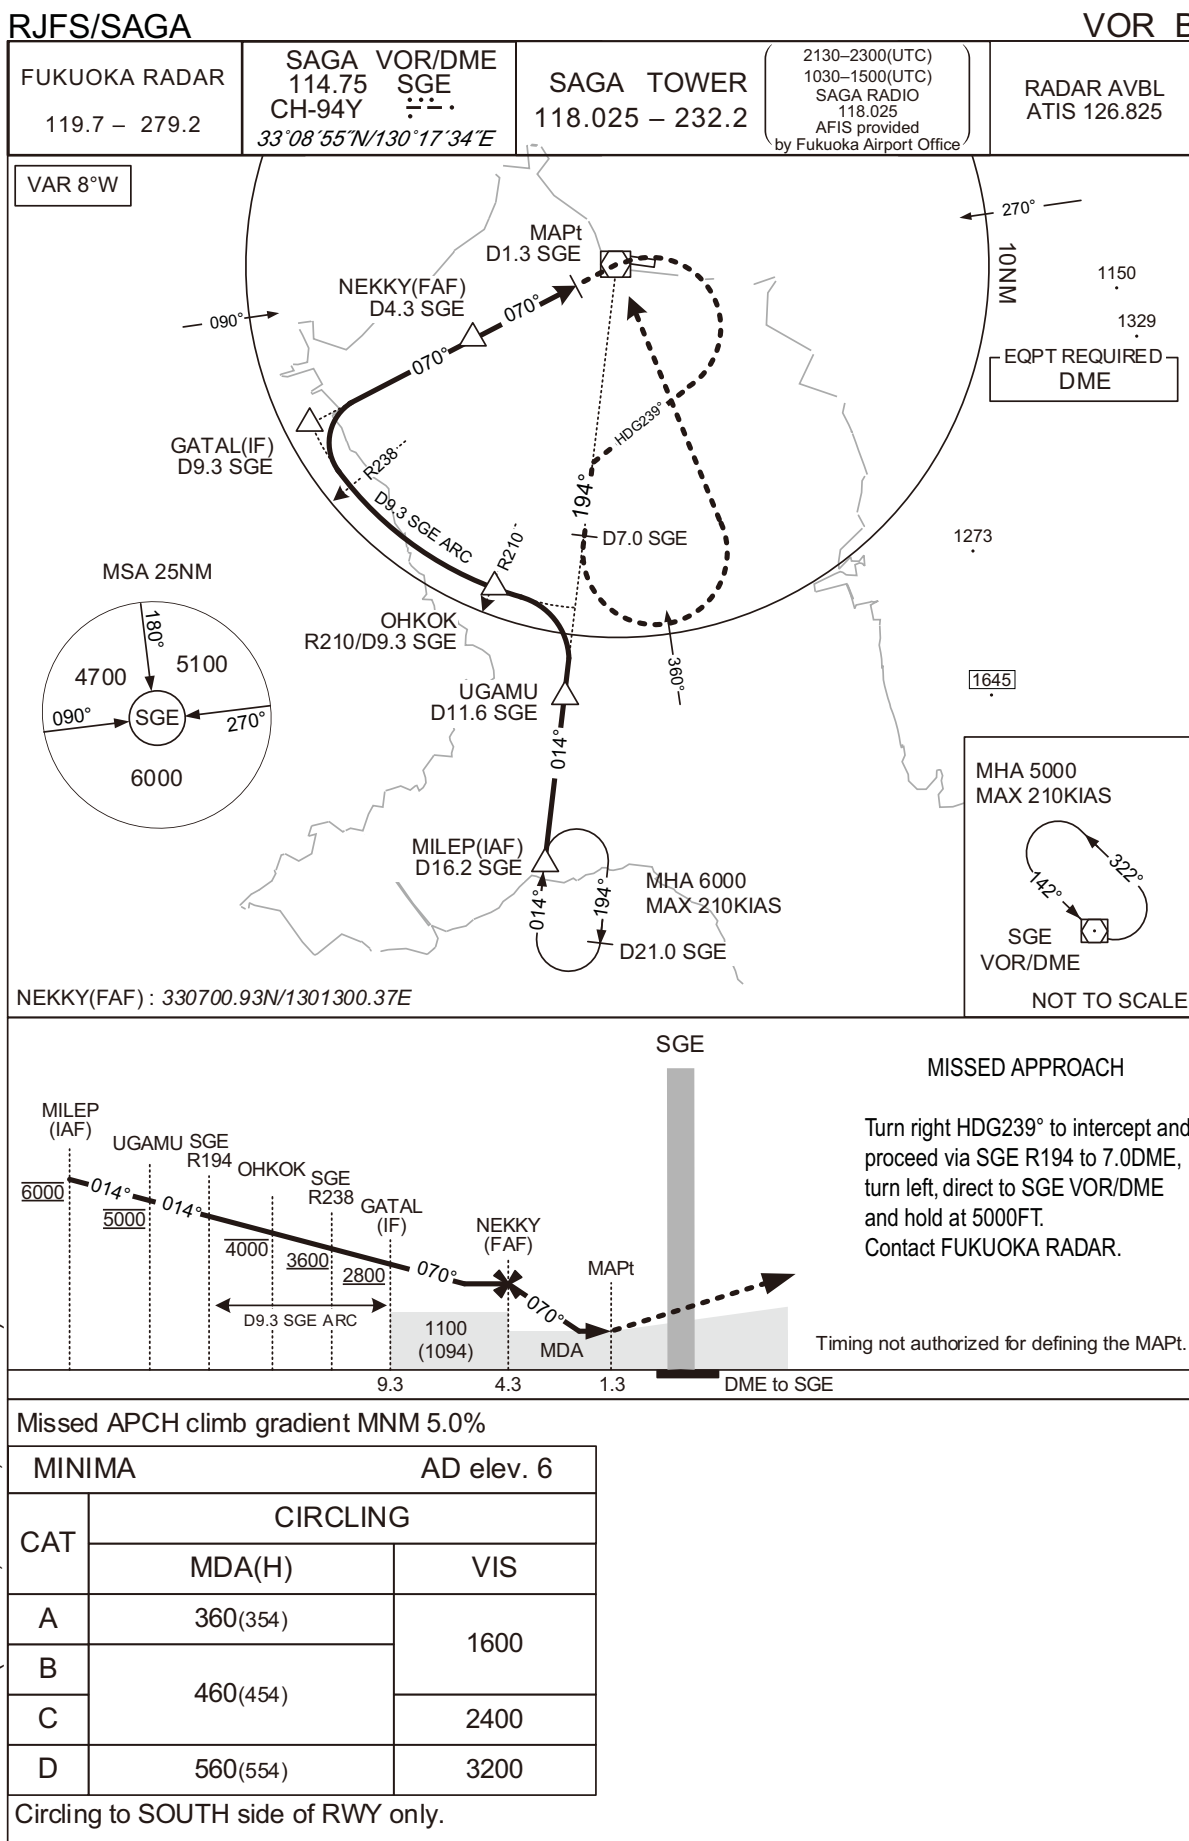 RJFS/SAGA
VOR B
FUKUOKA RADAR
119.7 – 279.2
SAGA VOR/DME
114.75 SGE
CH-94Y
33°08´55˝N/130°17´34˝E
SAGA TOWER
118.025 – 232.2
2130–2300(UTC)
1030–1500(UTC)
SAGA RADIO
118.025
AFIS provided
by Fukuoka Airport Office
RADAR AVBL
ATIS 126.825
VAR 8°W
MAPt
D1.3 SGE
270°
10NM
1150
NEKKY(FAF)
D4.3 SGE
070°
090°
1329
EQPT REQUIRED
DME
070°
HDG239°
GATAL(IF)
D9.3 SGE
R238
D9.3 SGE ARC
194°
R210
D7.0 SGE
1273
MSA 25NM
180°
4700
5100
090°
SGE
270°
6000
OHKOK
R210/D9.3 SGE
360°
1645
UGAMU
D11.6 SGE
014°
MILEP(IAF)
D16.2 SGE
014°
194°
MHA 6000
MAX 210KIAS
D21.0 SGE
MHA 5000
MAX 210KIAS
322°
142°
SGE
VOR/DME
NOT TO SCALE
NEKKY(FAF) : 330700.93N/1301300.37E
SGE
MISSED APPROACH
Turn right HDG239° to intercept and
proceed via SGE R194 to 7.0DME,
turn left, direct to SGE VOR/DME
and hold at 5000FT.
Contact FUKUOKA RADAR.
MILEP
(IAF)
UGAMU
SGE
R194
OHKOK
SGE
R238
GATAL
(IF)
NEKKY
(FAF)
MAPt
6000
014°
5000
014°
4000
3600
2800
070°
070°
D9.3 SGE ARC
1100
(1094)
MDA
Timing not authorized for defining the MAPt.
9.3
4.3
1.3
DME to SGE
Missed APCH climb gradient MNM 5.0%
MINIMA AD elev. 6
CAT
CIRCLING
MDA(H)
VIS
A
360(354)
1600
B
460(454)
C
2400
D
560(554)
3200
Circling to SOUTH side of RWY only.